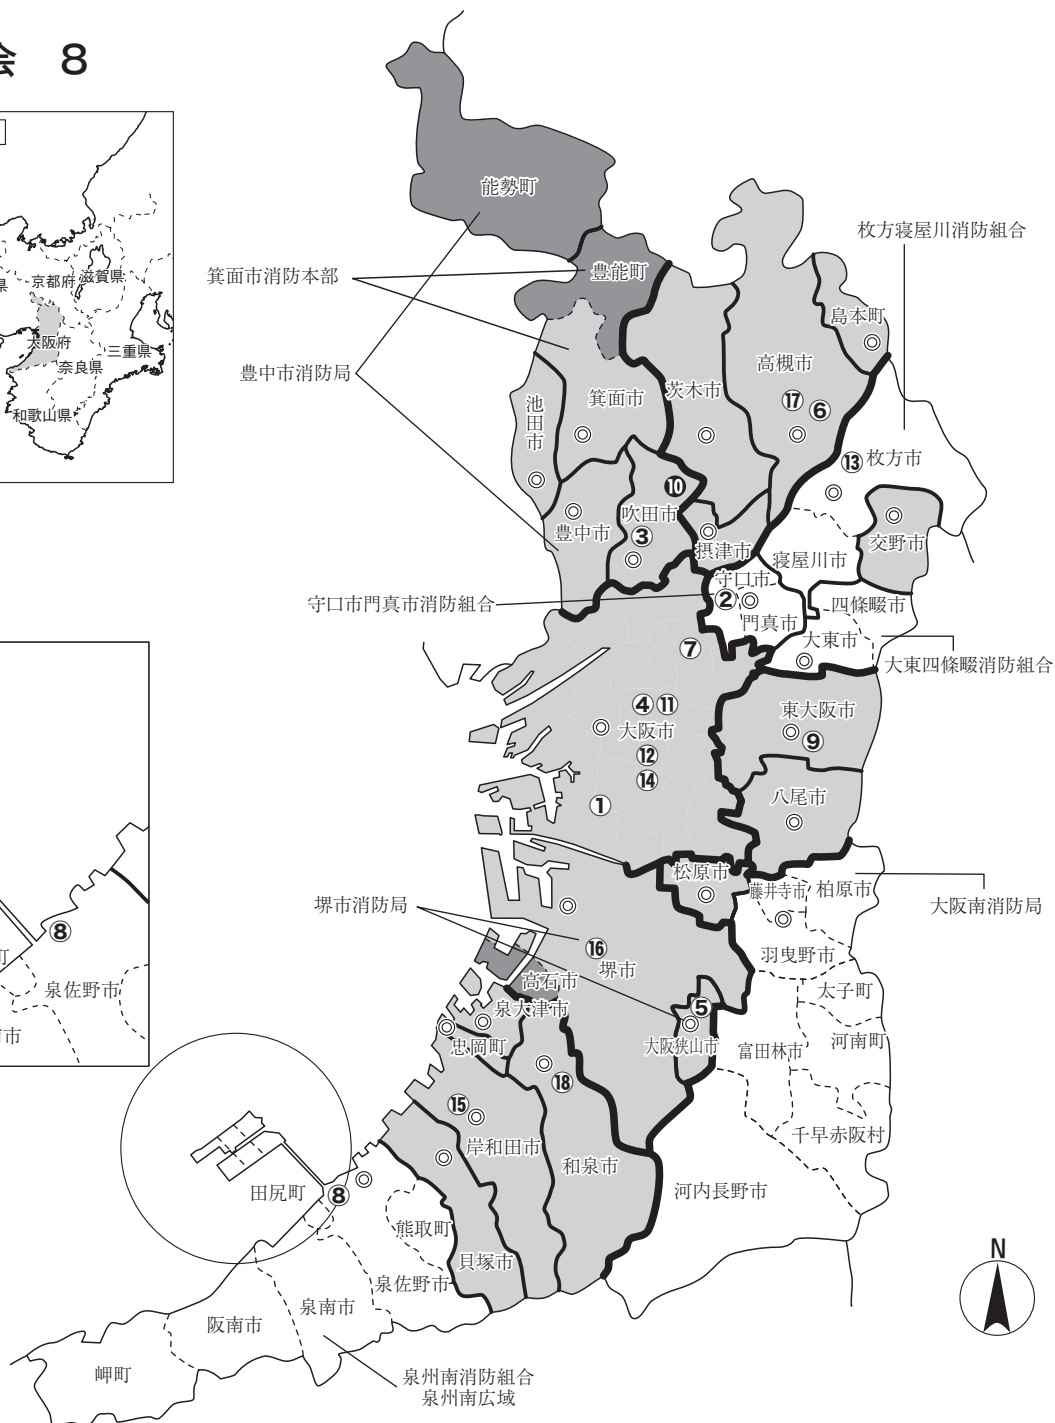 会 8
京都府
滋賀県
県
大阪府
三重県
奈良県
和歌山県
能勢町
枚方寝屋川消防組合
箕面市消防本部
豊能町
島本町
豊中市消防局
高槻市
茨木市
箕面市
池田市
⑰
⑥
⑬
枚方市
⑩
吹田市
③
豊中市
摂津市
交野市
寝屋川市
守口市
②
守口市門真市消防組合
門真市
四條畷市
大東市
大東四條畷消防組合
⑦
④
⑪
大阪市
⑫
⑭
①
東大阪市
⑨
八尾市
松原市
藤井寺市
柏原市
大阪南消防局
堺市消防局
⑧
町
泉佐野市
市
⑯
堺市
羽曳野市
高石市
太子町
泉大津市
⑤
忠岡町
大阪狭山市
富田林市
河南町
⑱
⑮
岸和田市
千早赤阪村
和泉市
河内長野市
田尻町
⑧
熊取町
貝塚市
泉佐野市
泉南市
阪南市
岬町
泉州南消防組合
泉州南広域
N